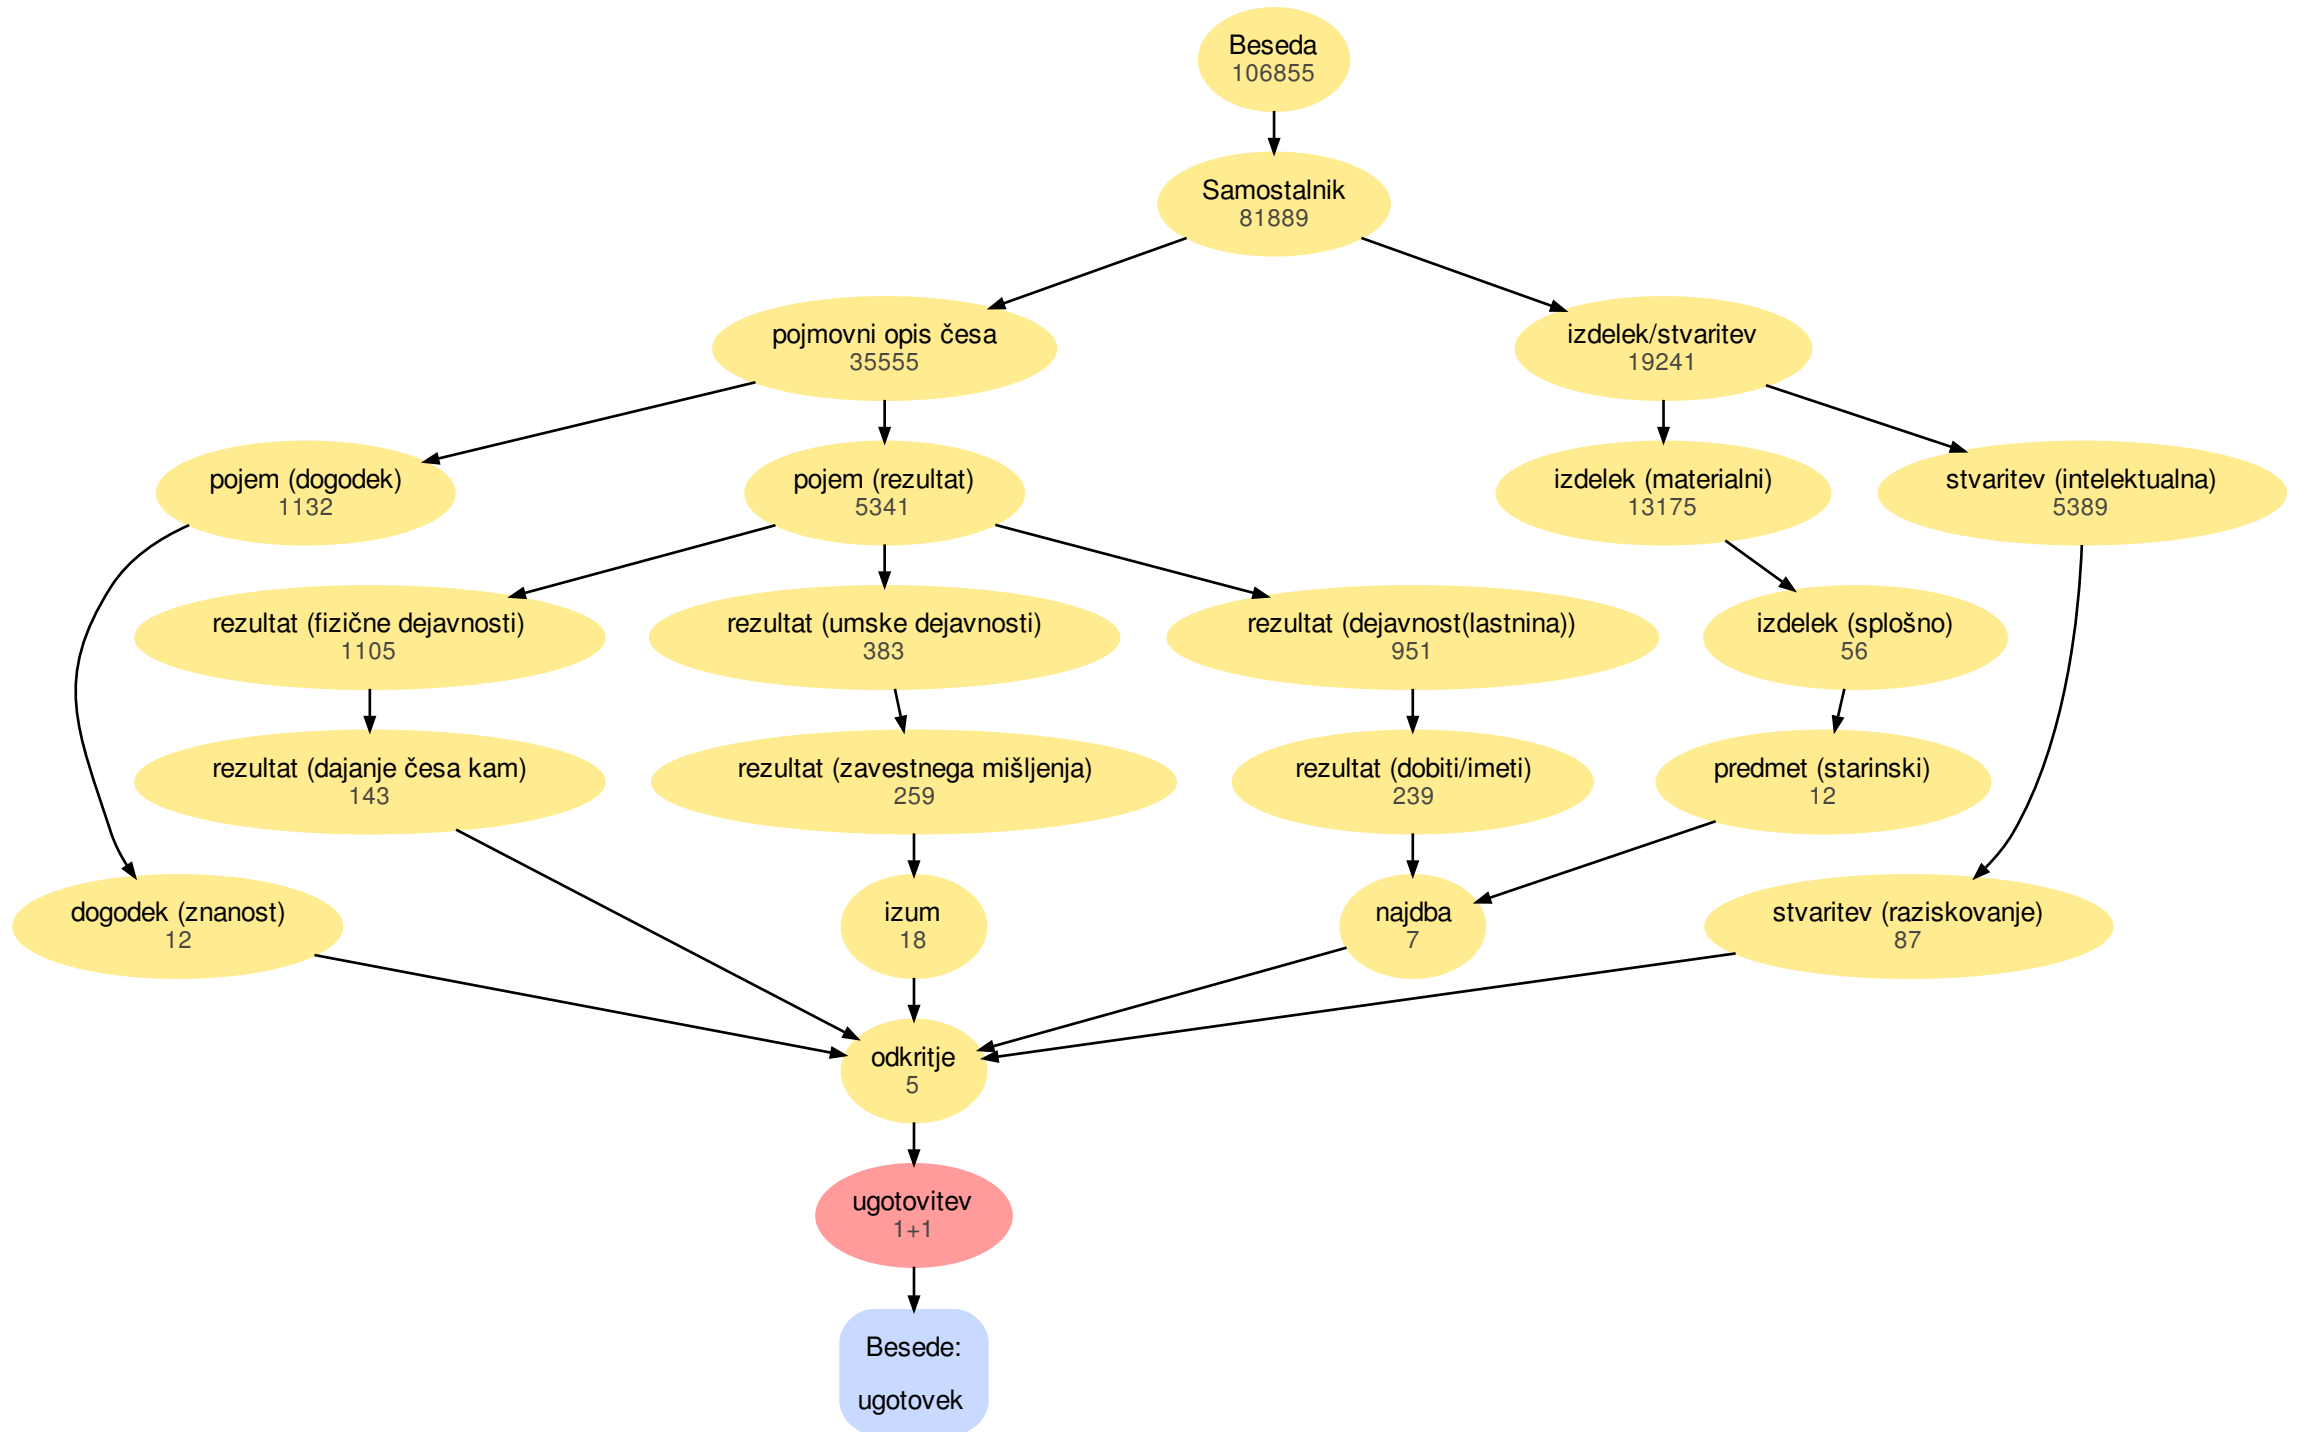 Beseda
106855
Samostalnik
81889
pojmovni opis česa
35555
izdelek/stvaritev
19241
pojem (dogodek)
1132
pojem (rezultat)
5341
izdelek (materialni)
13175
stvaritev (intelektualna)
5389
rezultat (fizične dejavnosti)
1105
rezultat (umske dejavnosti)
383
rezultat (dejavnost(lastnina))
951
izdelek (splošno)
56
rezultat (dajanje česa kam)
143
rezultat (zavestnega mišljenja)
259
rezultat (dobiti/imeti)
239
predmet (starinski)
12
dogodek (znanost)
12
izum
18
najdba
7
stvaritev (raziskovanje)
87
odkritje
5
ugotovitev
1+1
Besede:
ugotovek